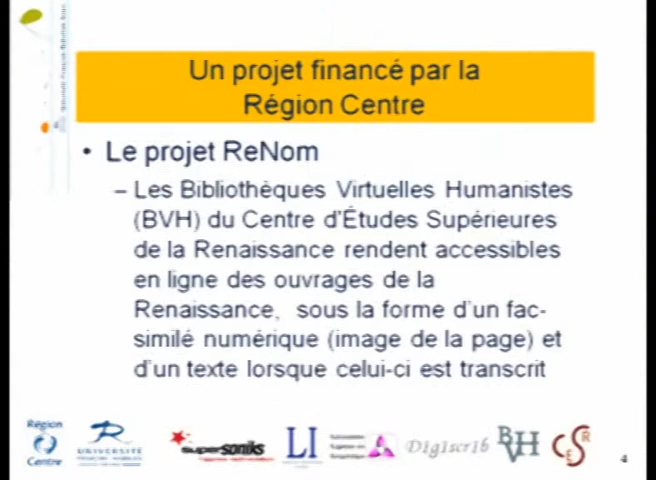 Un projet financé par la
Région Centre
• Le projet ReNom
– Les Bibliothèques Virtuelles Humanistes
(BVH) du Centre d'Études Supérieures
de la Renaissance rendent accessibles
en ligne des ouvrages de la
Renaissance, sous la forme d'un fac-
similé numérique (image de la page) et
d'un texte lorsque celui-ci est transcrit
Région
Centre
UNIVERSITÉ
supersoniks
LI
Digiscrib
BVH
CESR
4